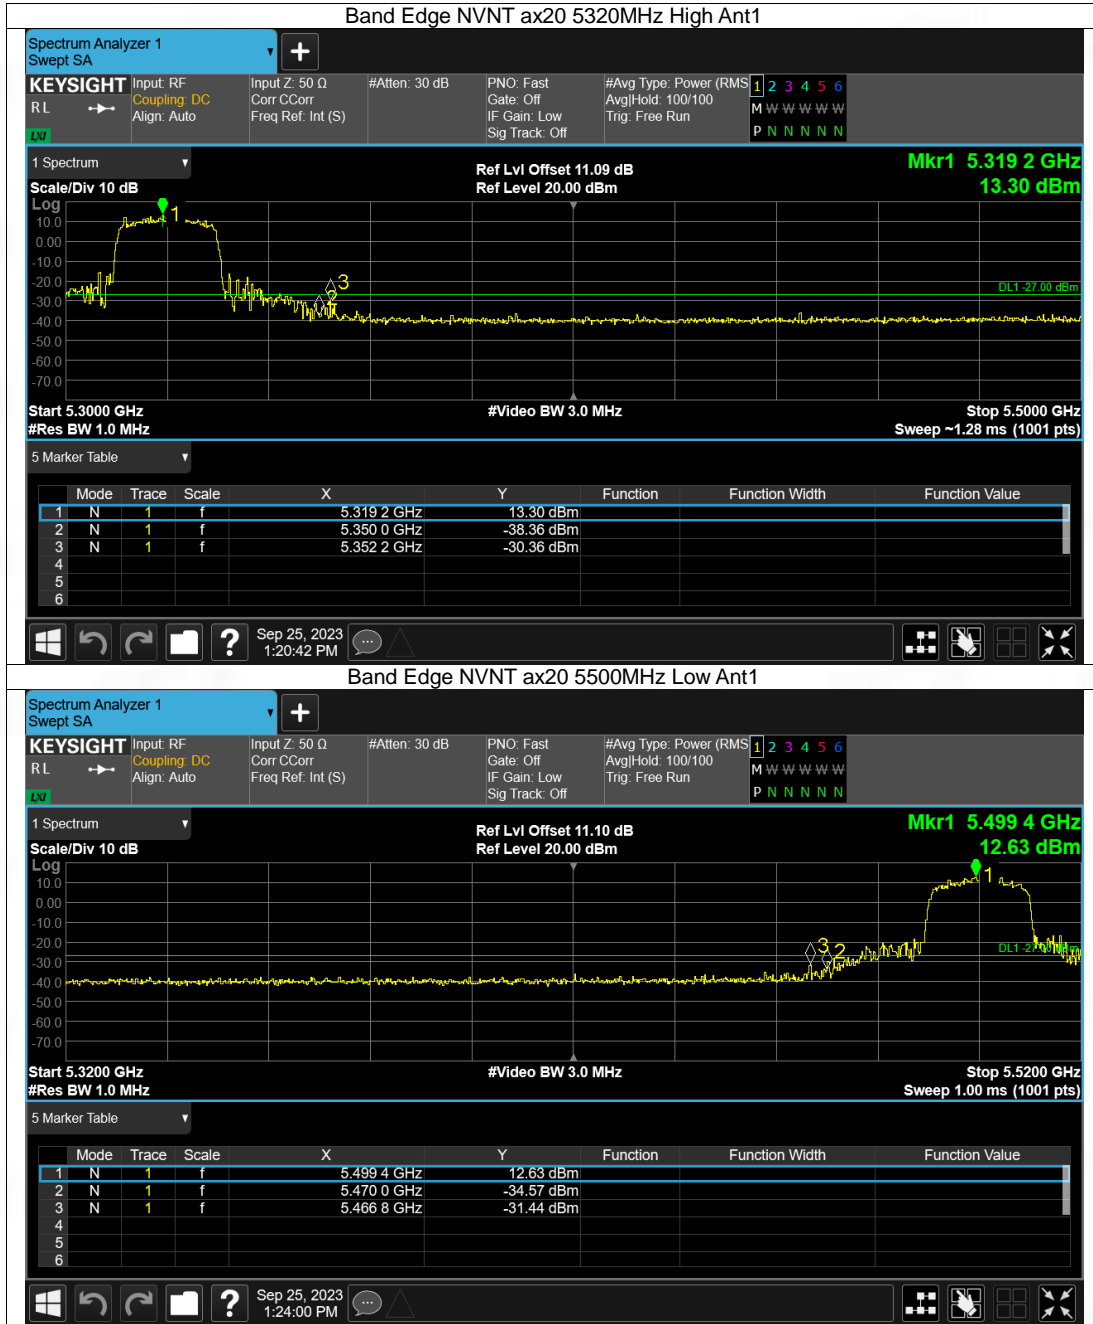 Band Edge NVNT ax20 5320MHz High Ant1
Spectrum Analyzer 1
Swept SA
+
KEYSIGHT
RL
LXI
Input: RF
Coupling: DC
Align: Auto
Input Z: 50 Ω
Corr CCorr
Freq Ref: Int (S)
#Atten: 30 dB
PNO: Fast
Gate: Off
IF Gain: Low
Sig Track: Off
#Avg Type: Power (RMS
Avg|Hold: 100/100
Trig: Free Run
1 2 3 4 5 6
M W W W W W
P N N N N N
1 Spectrum
Scale/Div 10 dB
Ref Lvl Offset 11.09 dB
Ref Level 20.00 dBm
Mkr1 5.319 2 GHz
13.30 dBm
Log
10.0
0.00
-10.0
-20.0
-30.0
-40.0
-50.0
-60.0
-70.0
1
3
2
DL1 -27.00 dBm
Start 5.3000 GHz
#Res BW 1.0 MHz
#Video BW 3.0 MHz
Stop 5.5000 GHz
Sweep ~1.28 ms (1001 pts)
5 Marker Table
Mode Trace Scale X Y Function Function Width Function Value
1 N 1 f 5.319 2 GHz 13.30 dBm
2 N 1 f 5.350 0 GHz -38.36 dBm
3 N 1 f 5.352 2 GHz -30.36 dBm
4
5
6
?
Sep 25, 2023
1:20:42 PM
Band Edge NVNT ax20 5500MHz Low Ant1
Spectrum Analyzer 1
Swept SA
+
KEYSIGHT
RL
LXI
Input: RF
Coupling: DC
Align: Auto
Input Z: 50 Ω
Corr CCorr
Freq Ref: Int (S)
#Atten: 30 dB
PNO: Fast
Gate: Off
IF Gain: Low
Sig Track: Off
#Avg Type: Power (RMS
Avg|Hold: 100/100
Trig: Free Run
1 2 3 4 5 6
M W W W W W
P N N N N N
1 Spectrum
Scale/Div 10 dB
Ref Lvl Offset 11.10 dB
Ref Level 20.00 dBm
Mkr1 5.499 4 GHz
12.63 dBm
Log
10.0
0.00
-10.0
-20.0
-30.0
-40.0
-50.0
-60.0
-70.0
1
3
2
DL1
Start 5.3200 GHz
#Res BW 1.0 MHz
#Video BW 3.0 MHz
Stop 5.5200 GHz
Sweep 1.00 ms (1001 pts)
5 Marker Table
Mode Trace Scale X Y Function Function Width Function Value
1 N 1 f 5.499 4 GHz 12.63 dBm
2 N 1 f 5.470 0 GHz -34.57 dBm
3 N 1 f 5.466 8 GHz -31.44 dBm
4
5
6
?
Sep 25, 2023
1:24:00 PM